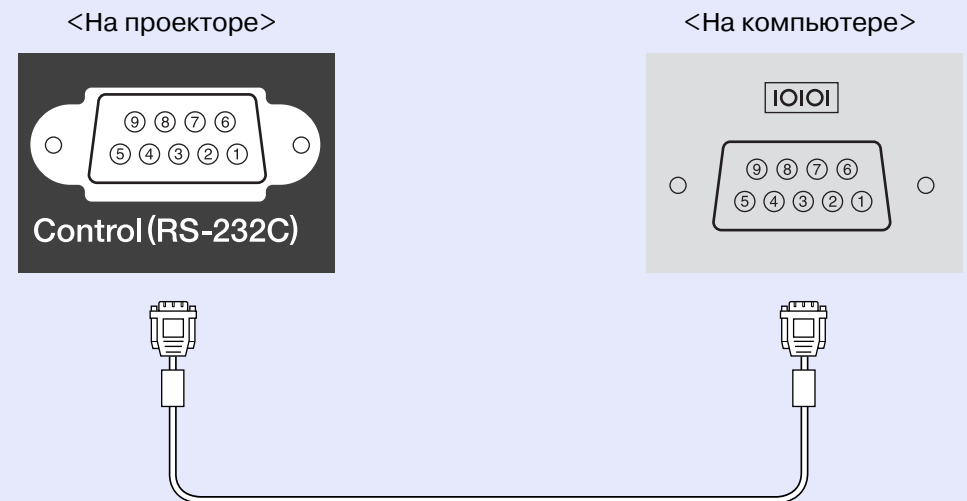 <На проекторе>
<На компьютере>
⑨ ⑧ ⑦ ⑥
⑤ ④ ③ ② ①
Control (RS-232C)
IOIOI
⑨ ⑧ ⑦ ⑥
⑤ ④ ③ ② ①